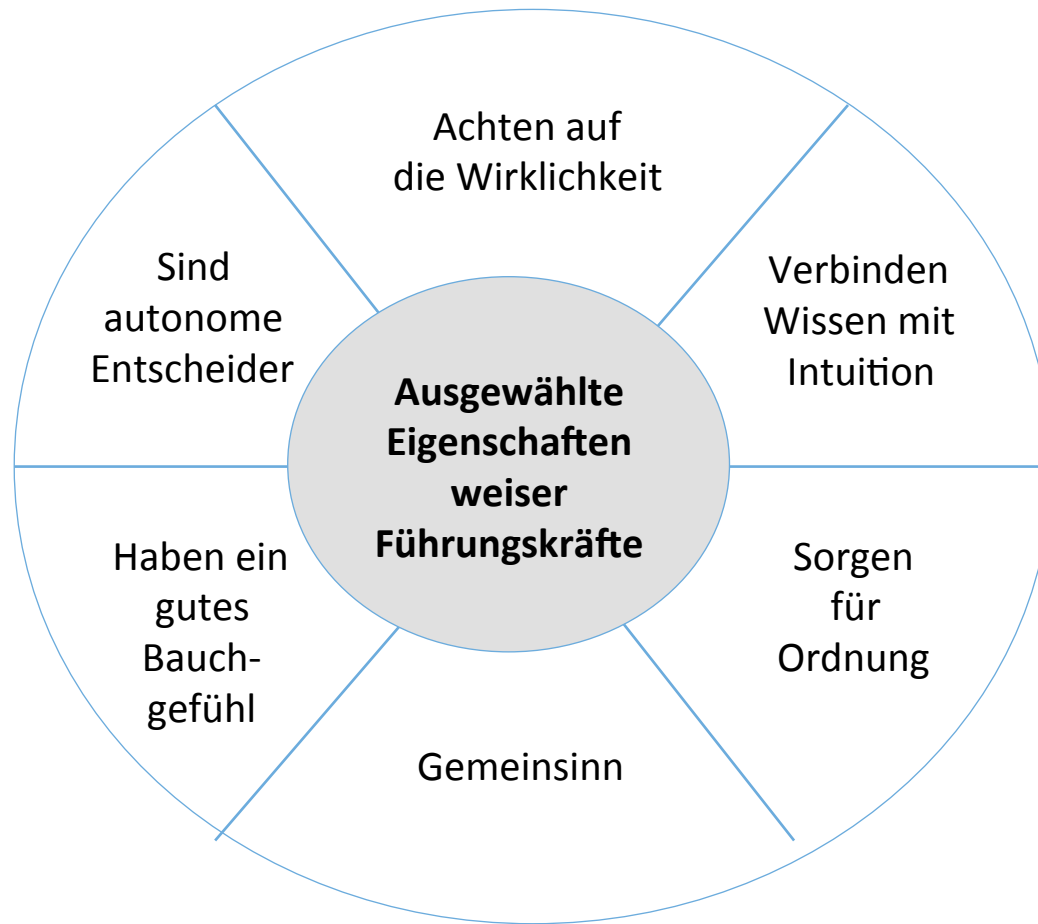 Achten auf
die Wirklichkeit
Verbinden
Wissen mit
Intuition
Sorgen
für
Ordnung
Gemeinsinn
Haben ein
gutes
Bauch-
gefühl
Sind
autonome
Entscheider
Ausgewählte
Eigenschaften
weiser
Führungskräfte